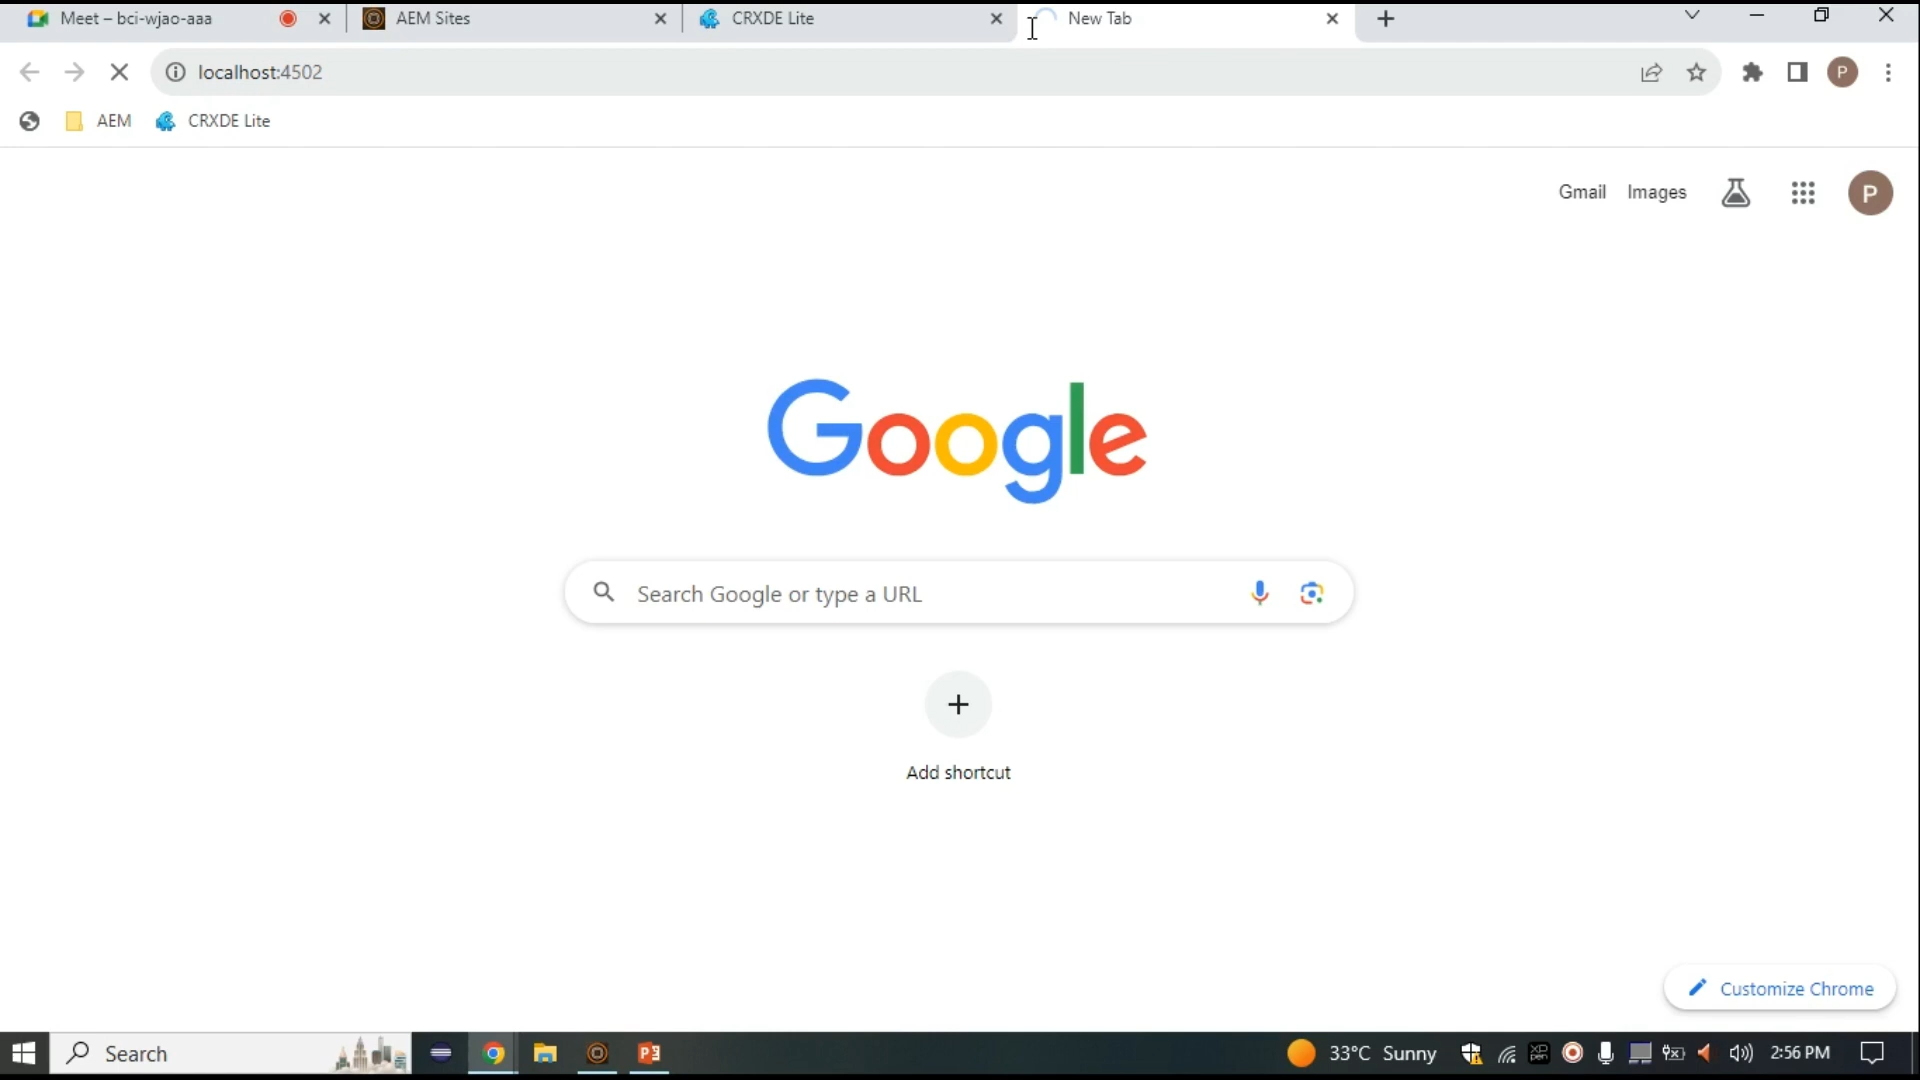 Meet – bci-wjao-aaa
AEM Sites
CRXDE Lite
New Tab
localhost:4502
P
AEM
CRXDE Lite
Gmail
Images
P
Google
Search Google or type a URL
Add shortcut
Customize Chrome
Search
33°C Sunny
2:56 PM